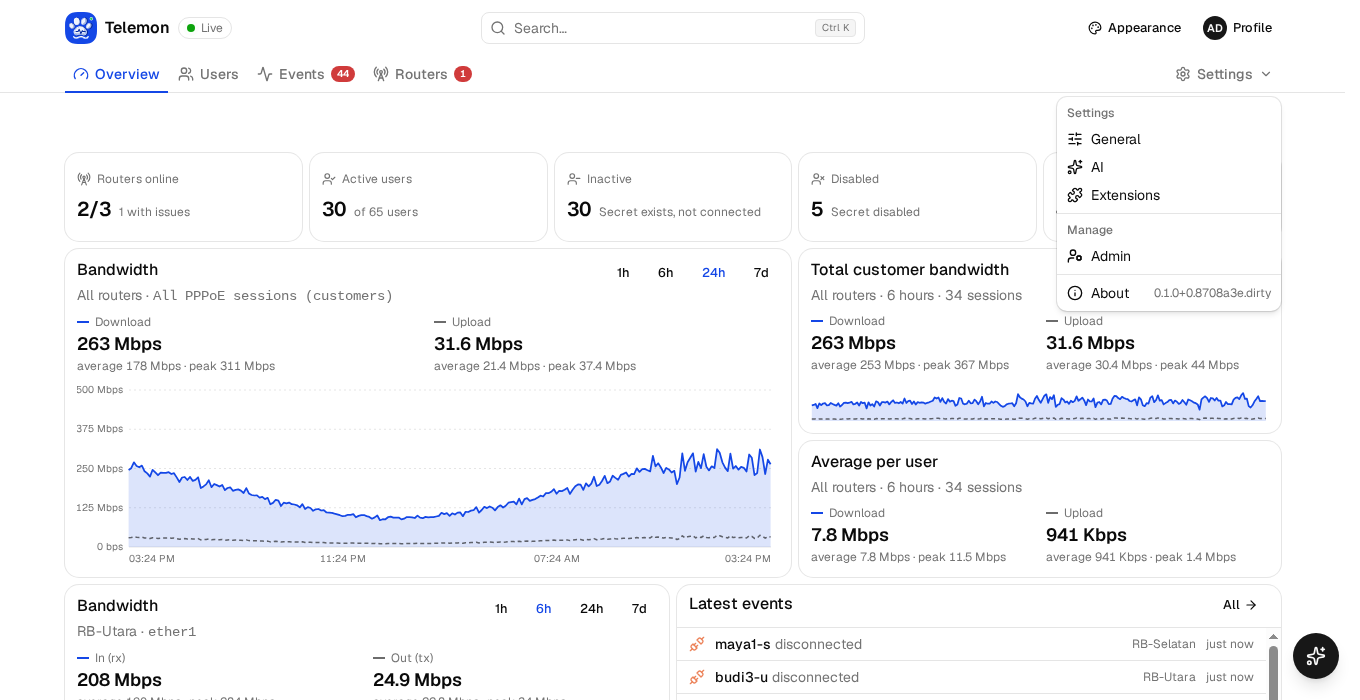 Telemon Live Search... Ctrl K Appearance AD Profile
Overview Users Events 44 Routers 1 Settings
Settings
General
AI
Extensions
Manage
Admin
About 0.1.0+0.8708a3e.dirty
Routers online
2/3 1 with issues
Active users
30 of 65 users
Inactive
30 Secret exists, not connected
Disabled
5 Secret disabled
Bandwidth 1h 6h 24h 7d
All routers · All PPPoE sessions (customers)
Download Upload
263 Mbps 31.6 Mbps
average 178 Mbps · peak 311 Mbps average 21.4 Mbps · peak 37.4 Mbps
500 Mbps
375 Mbps
250 Mbps
125 Mbps
0 bps
03:24 PM 11:24 PM 07:24 AM 03:24 PM
Total customer bandwidth
All routers · 6 hours · 34 sessions
Download Upload
263 Mbps 31.6 Mbps
average 253 Mbps · peak 367 Mbps average 30.4 Mbps · peak 44 Mbps
Average per user
All routers · 6 hours · 34 sessions
Download Upload
7.8 Mbps 941 Kbps
average 7.8 Mbps · peak 11.5 Mbps average 941 Kbps · peak 1.4 Mbps
Bandwidth 1h 6h 24h 7d
RB-Utara · ether1
In (rx) Out (tx)
208 Mbps 24.9 Mbps
Latest events All
maya1-s disconnected RB-Selatan just now
budi3-u disconnected RB-Utara just now